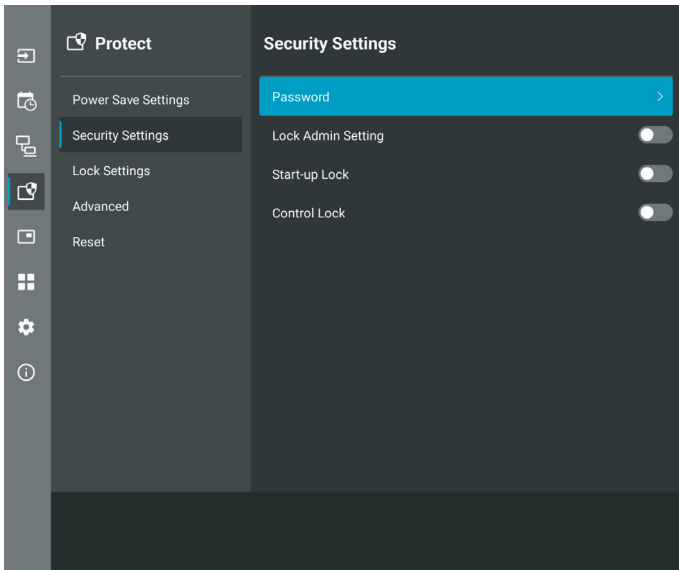 Protect
Power Save Settings
Security Settings
Lock Settings
Advanced
Reset
Security Settings
Password
Lock Admin Setting
Start-up Lock
Control Lock